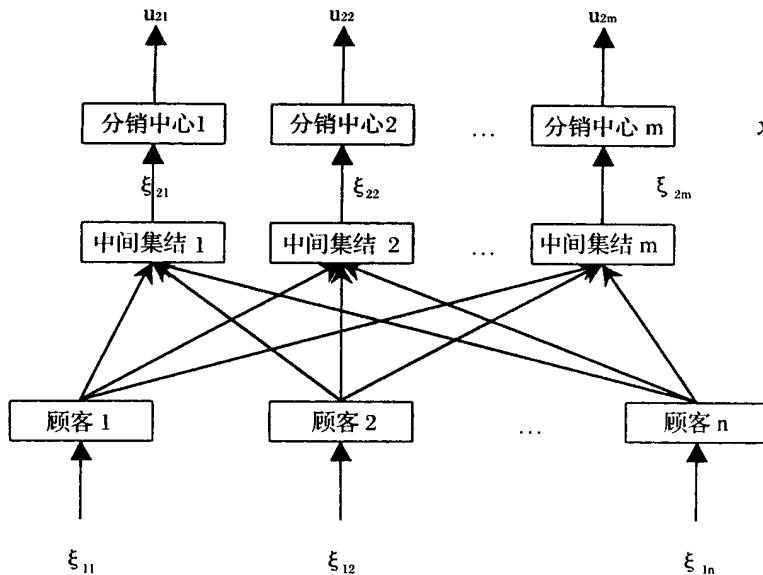 u₂₁ u₂₂ u₂ₘ
分销中心1 分销中心2 … 分销中心 m x
ξ₂₁ ξ₂₂ ξ₂ₘ
中间集结 1 中间集结 2 … 中间集结 m
顾客 1 顾客 2 … 顾客 n
ξ₁₁ ξ₁₂ ξ₁ₙ